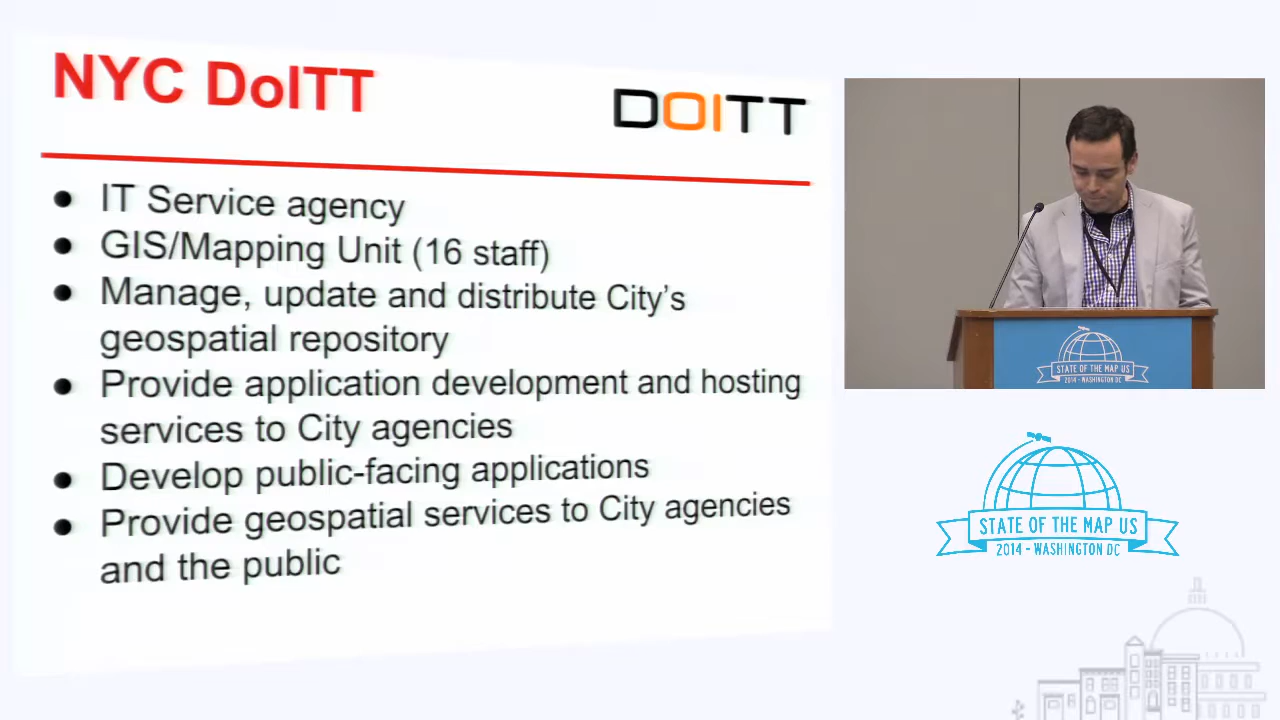 NYC DoITT
DOITT
IT Service agency
GIS/Mapping Unit (16 staff)
Manage, update and distribute City's
geospatial repository
Provide application development and hosting
services to City agencies
Develop public-facing applications
Provide geospatial services to City agencies
and the public
STATE OF THE MAP US
2014 - WASHINGTON DC
STATE OF THE MAP US
2014 - WASHINGTON DC